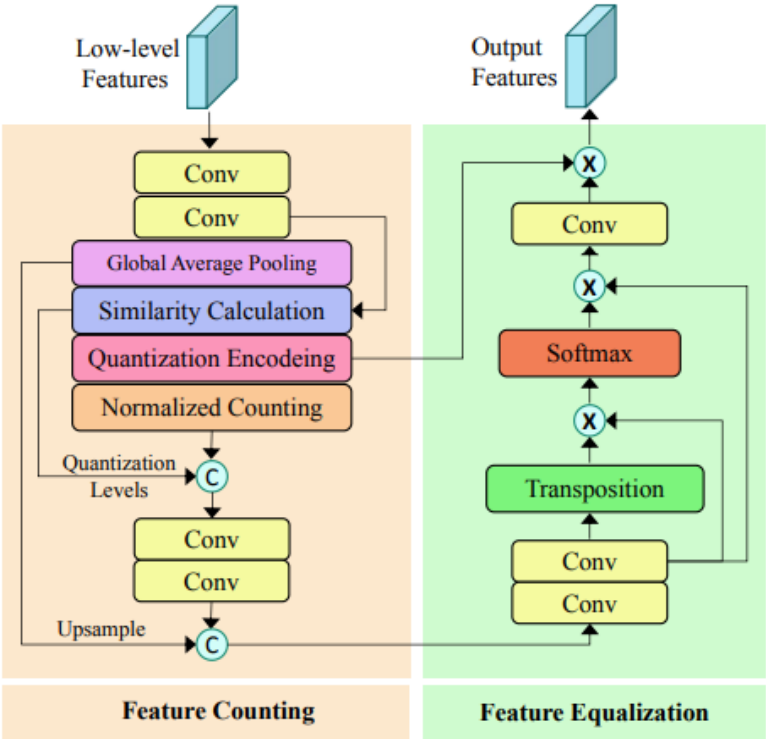 Low-level
Features
Conv
Conv
Global Average Pooling
Similarity Calculation
Quantization Encodeing
Normalized Counting
Quantization
Levels
C
Conv
Conv
Upsample
C
Feature Counting
Output
Features
X
Conv
X
Softmax
X
Transposition
Conv
Conv
Feature Equalization